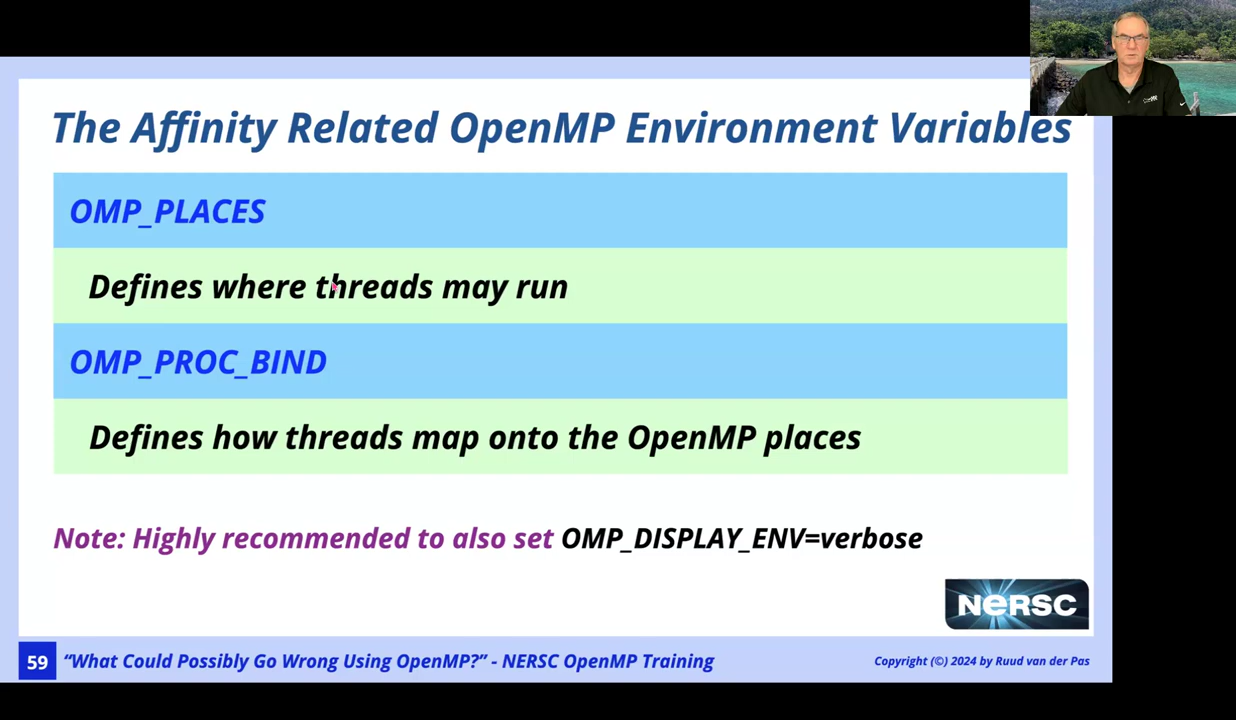 The Affinity Related OpenMP Environment Variables
OMP_PLACES
Defines where threads may run
OMP_PROC_BIND
Defines how threads map onto the OpenMP places
Note: Highly recommended to also set OMP_DISPLAY_ENV=verbose
NERSC
59 “What Could Possibly Go Wrong Using OpenMP?” - NERSC OpenMP Training Copyright (©) 2024 by Ruud van der Pas